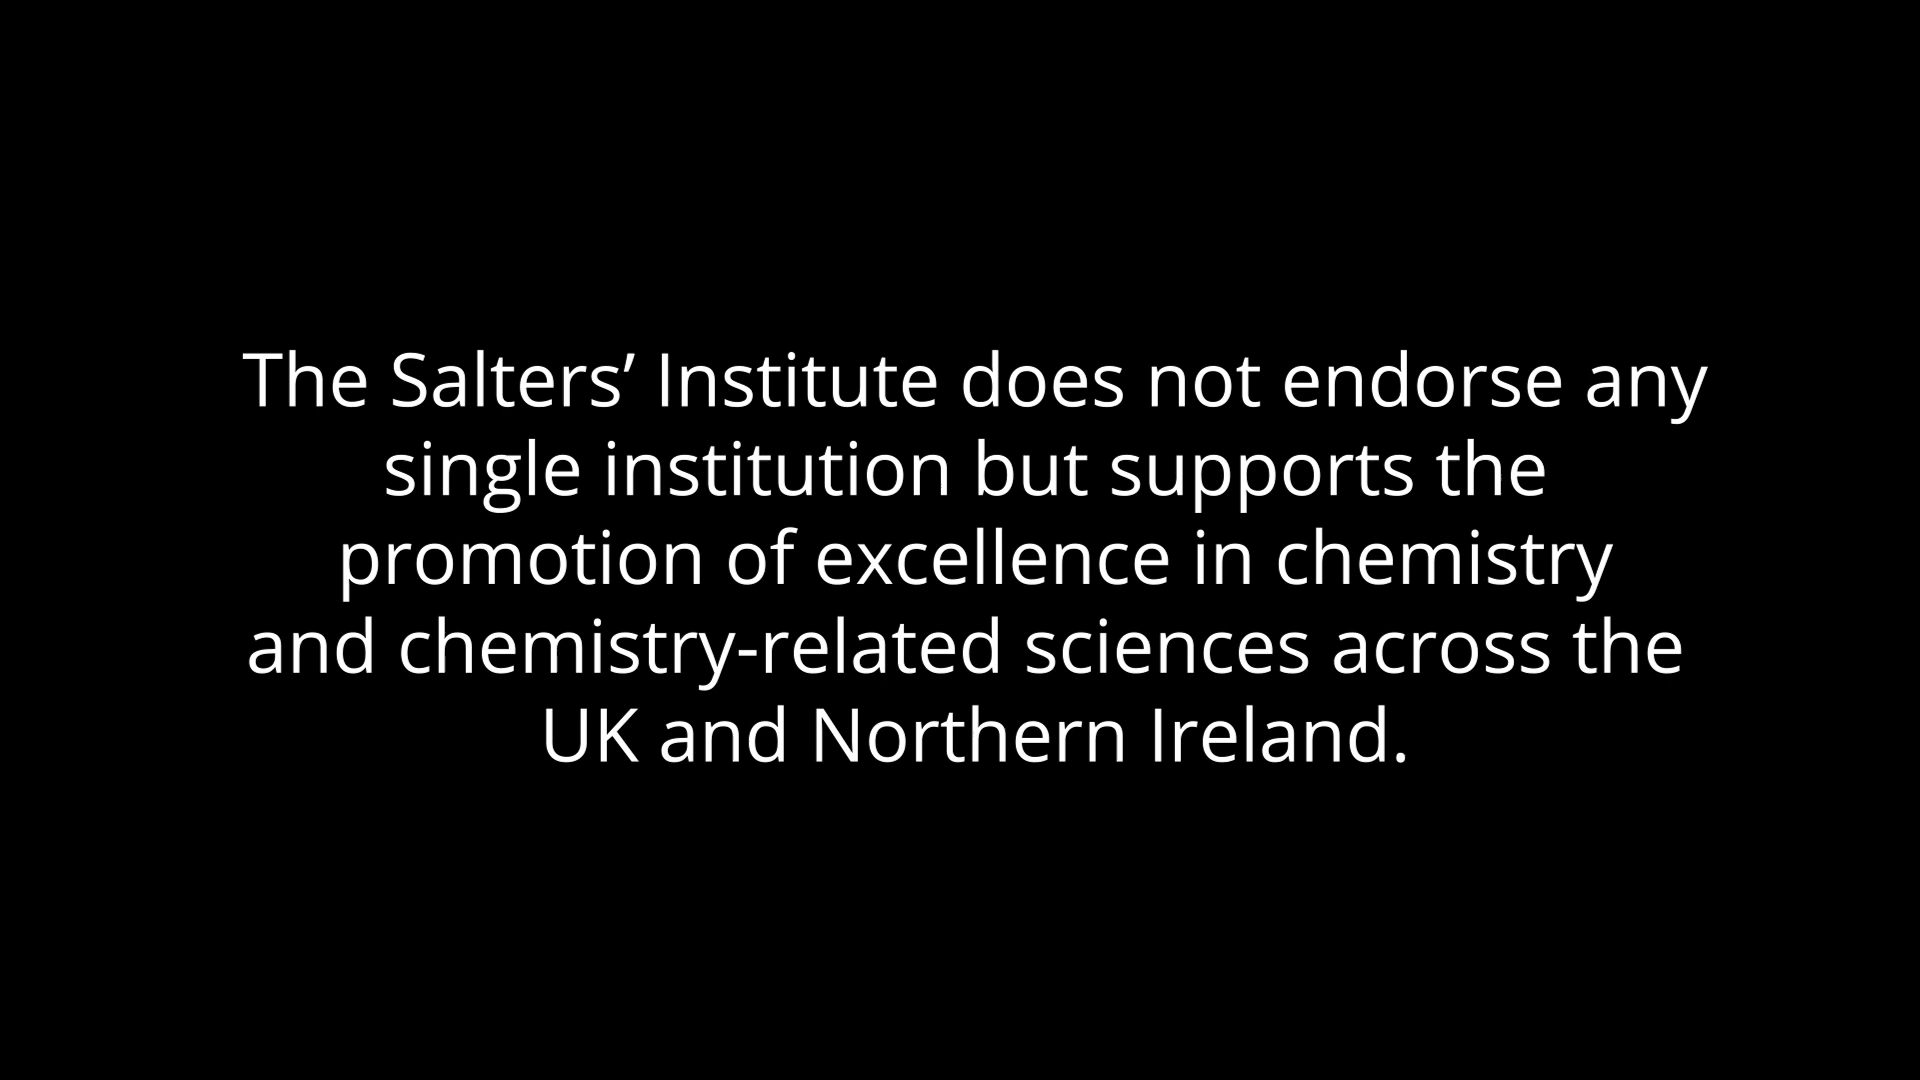 The Salters’ Institute does not endorse any
single institution but supports the
promotion of excellence in chemistry
and chemistry-related sciences across the
UK and Northern Ireland.